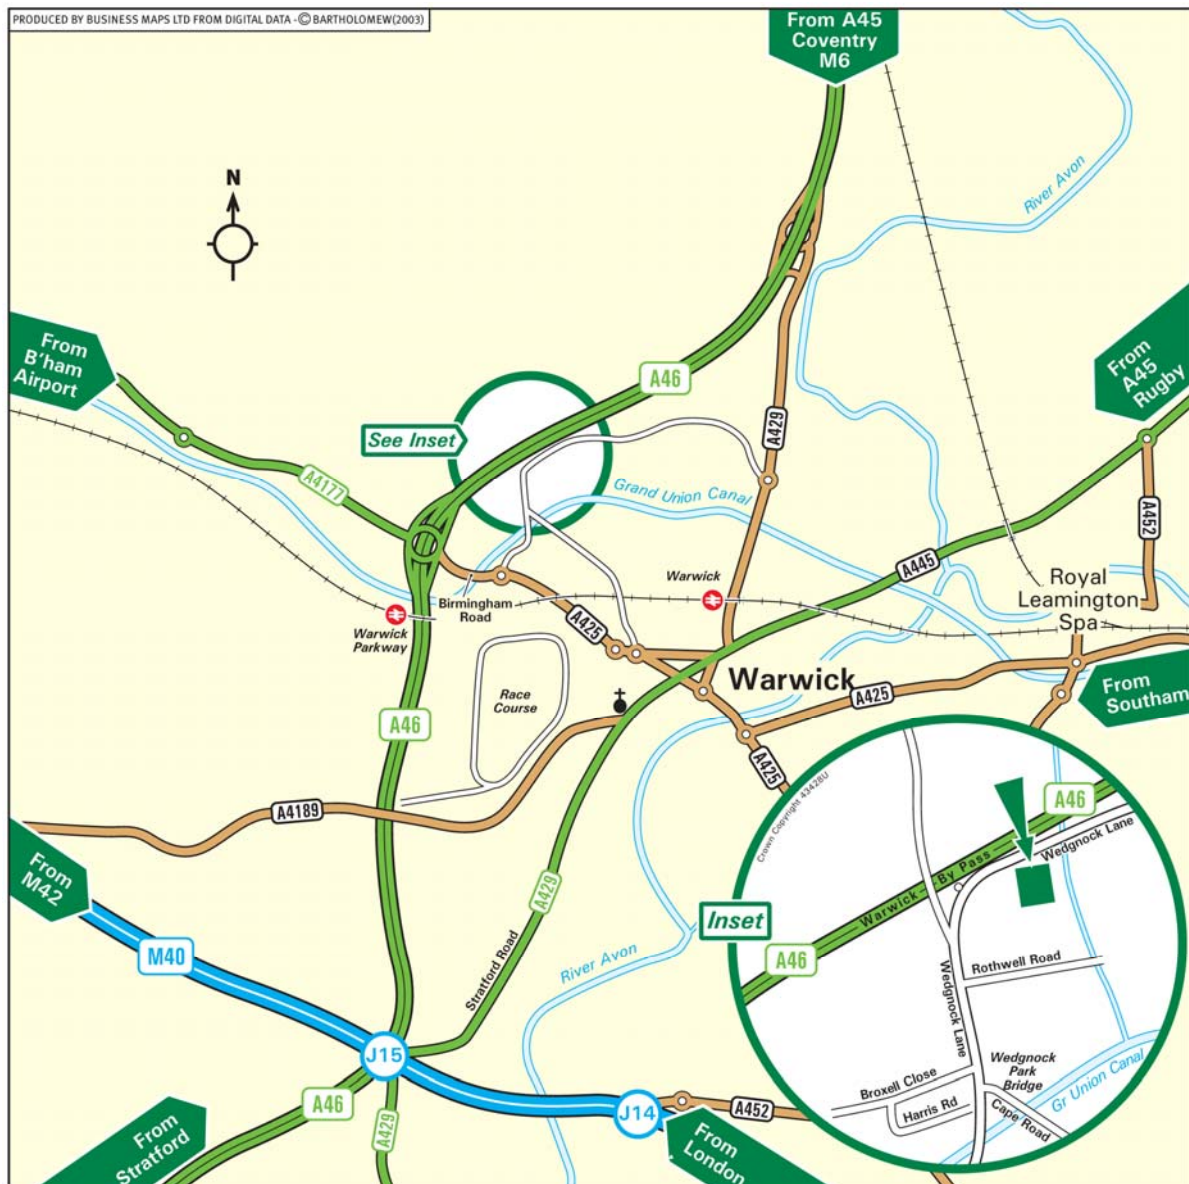 PRODUCED BY BUSINESS MAPS LTD FROM DIGITAL DATA - © BARTHOLOMEW(2003)
From A45
Coventry
M6
N
River Avon
From
B'ham
Airport
From
A45
Rugby
A46
See Inset
A429
A4177
Grand Union Canal
A452
A445
Warwick
Royal
Leamington
Spa
Birmingham
Road
Warwick
Parkway
A425
Race
Course
Warwick
A425
From
Southam
A46
A425
A4189
Crown Copyright 43428U
A46
Wedgnock Lane
Warwick By Pass
From
M42
A429
Inset
M40
River Avon
Stratford Road
A46
Rothwell Road
Wedgnock Lane
J15
Wedgnock
Park
Bridge
Gr Union Canal
Broxell Close
Harris Rd
Cape Road
A46
A429
J14
A452
From
Stratford
From
London